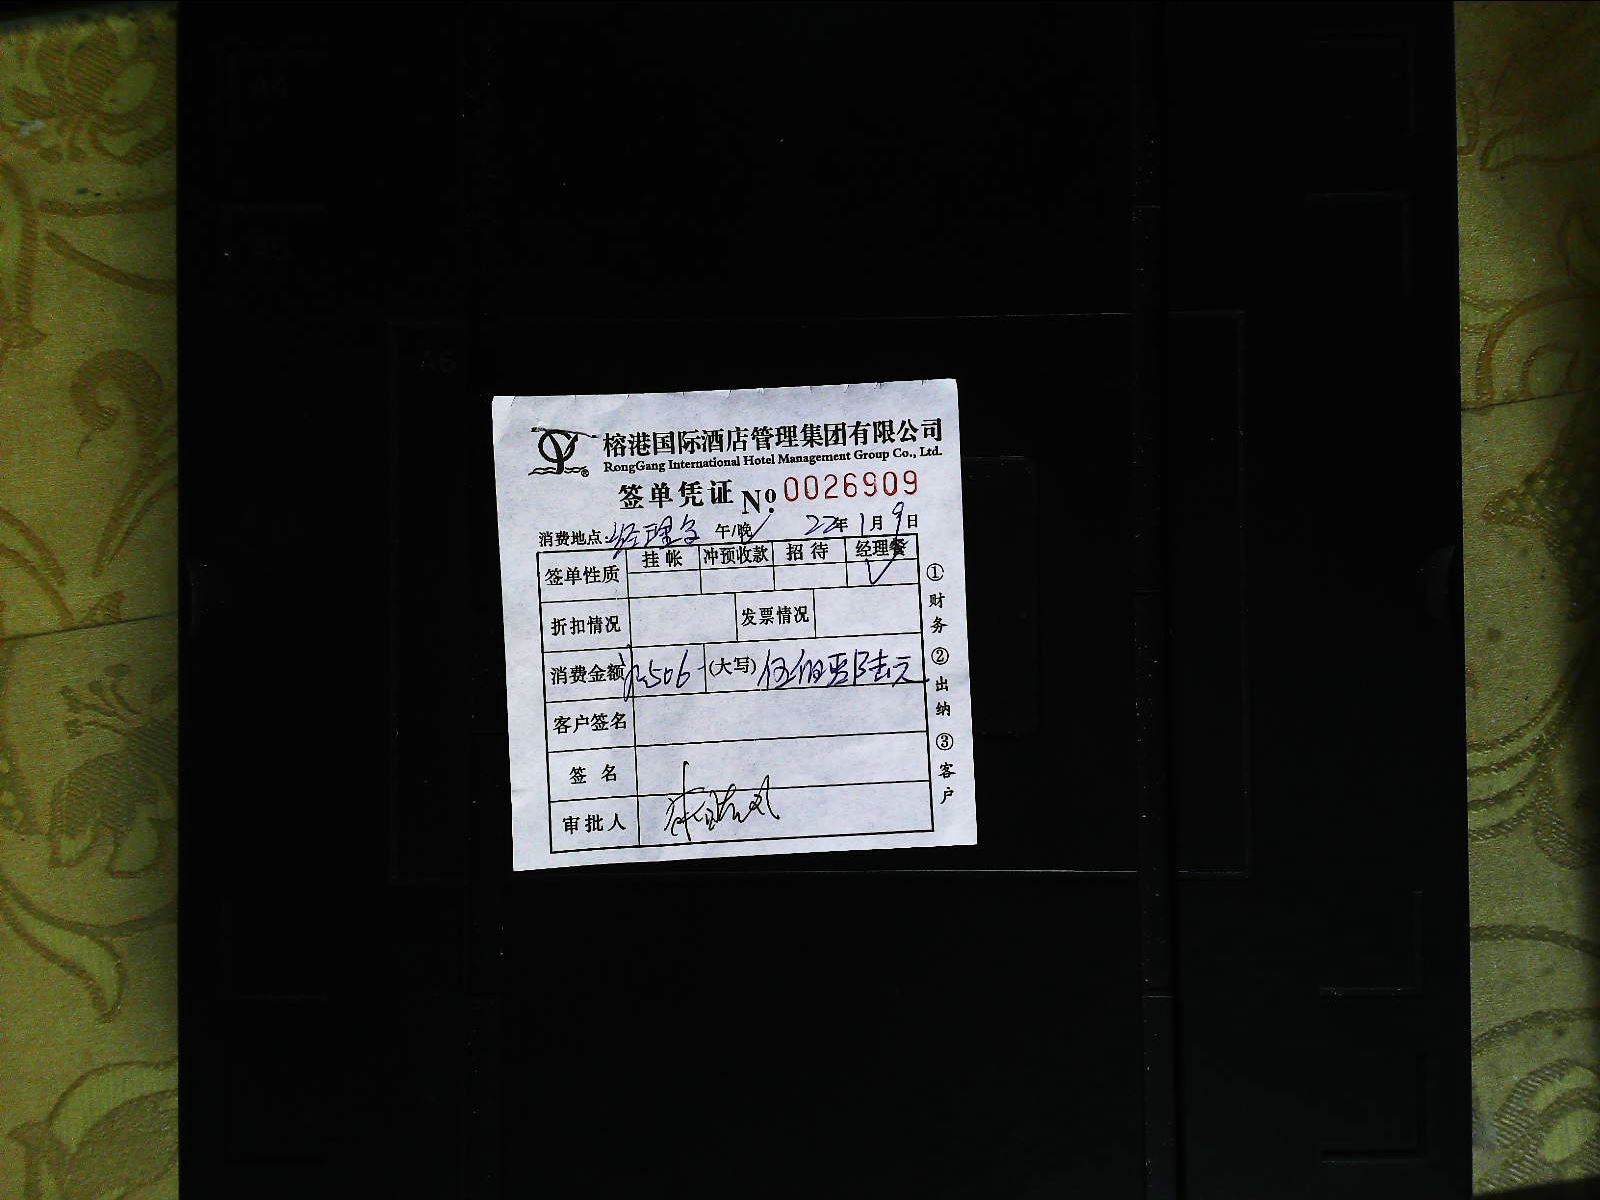 榕港国际酒店管理集团有限公司
RongGang International Hotel Management Group Co., Ltd.
签单凭证 No. 0026909
消费地点: 经理 午/晚 22年1月9日
签单性质 挂帐 冲预收款 招待 经理餐
折扣情况 发票情况
消费金额 ¥506 (大写) 伍佰零陆元
客户签名
签名
审批人
①财务 ②出纳 ③客户
A6